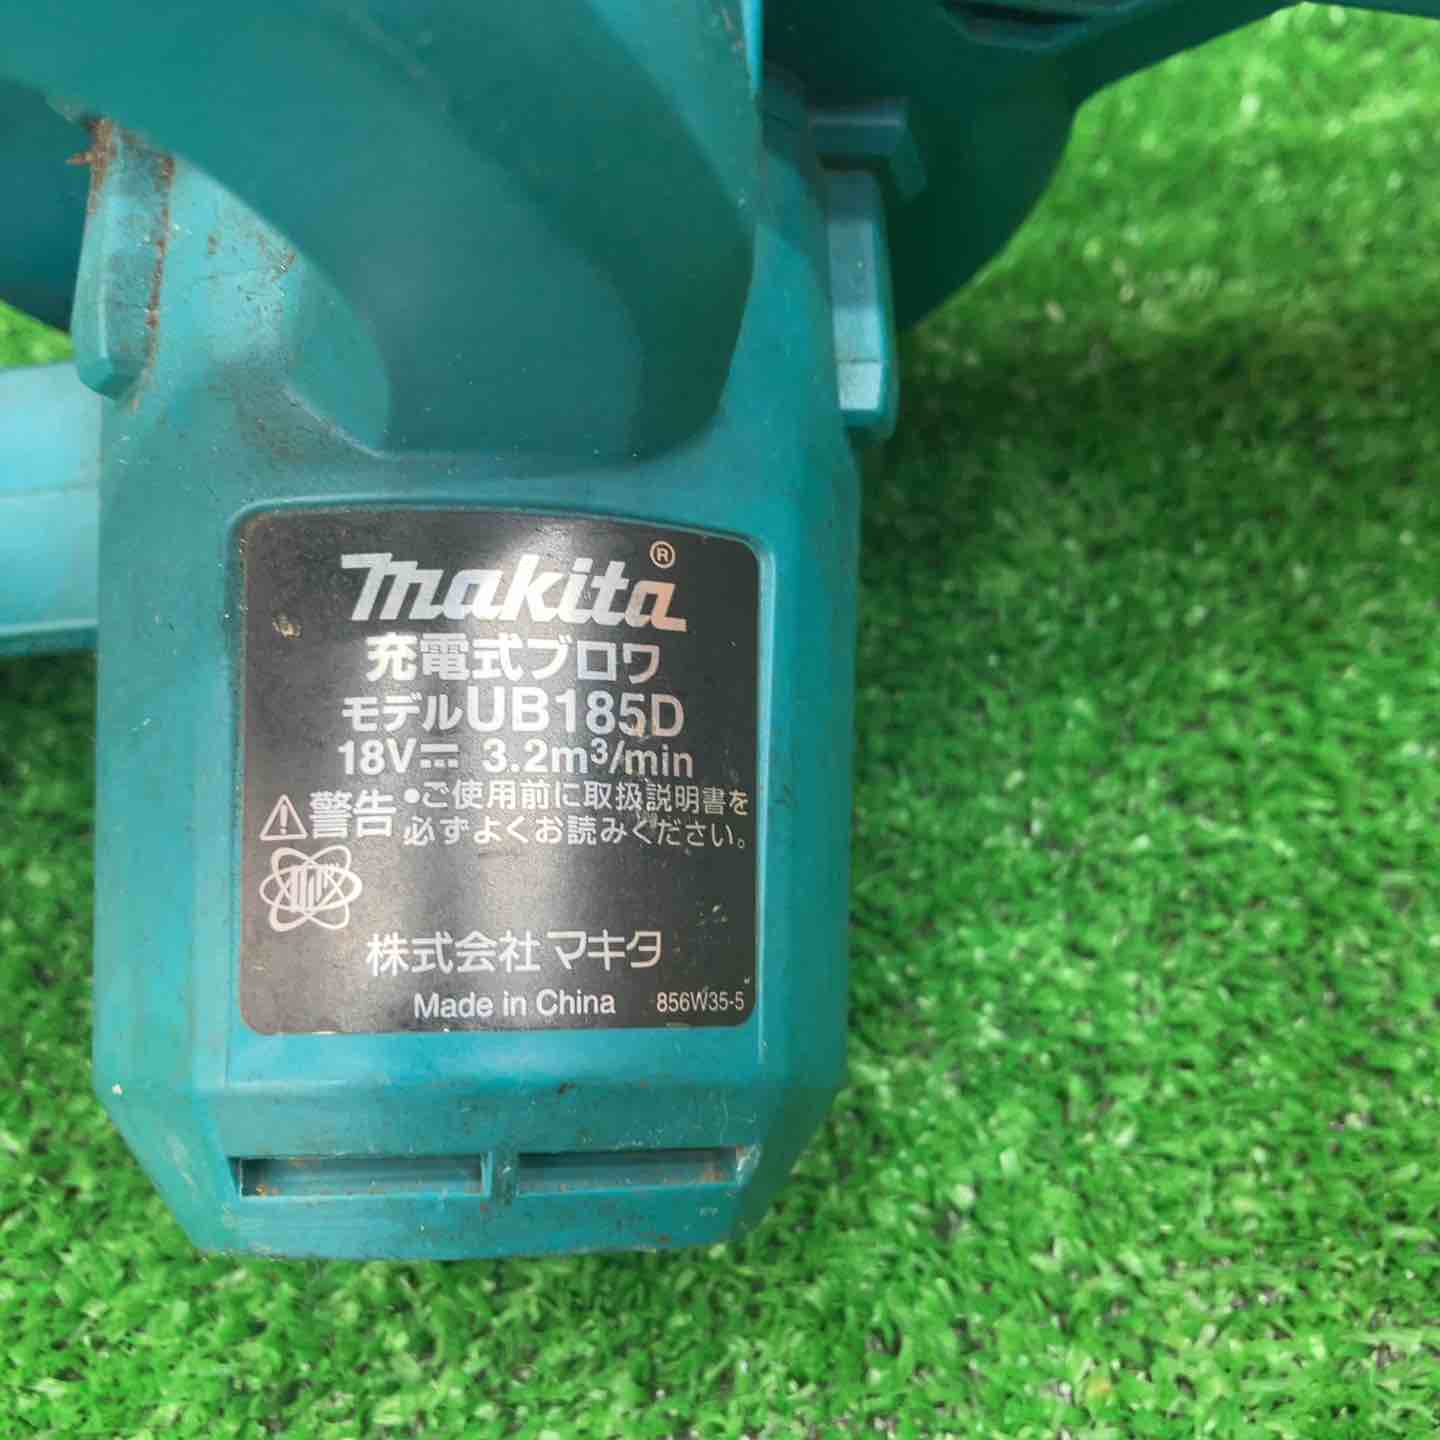 makita®
充電式ブロワ
モデルUB185D
18V⎓ 3.2m³/min
⚠警告 •ご使用前に取扱説明書を
必ずよくお読みください。
株式会社マキタ
Made in China 856W35-5